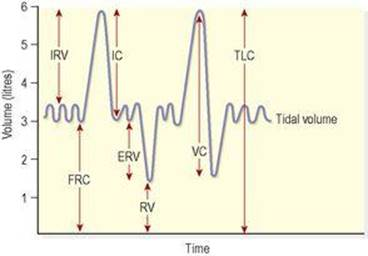 6
5
4
3
2
1
Volume (litres)
IRV
IC
TLC
Tidal volume
ERV
VC
FRC
RV
Time